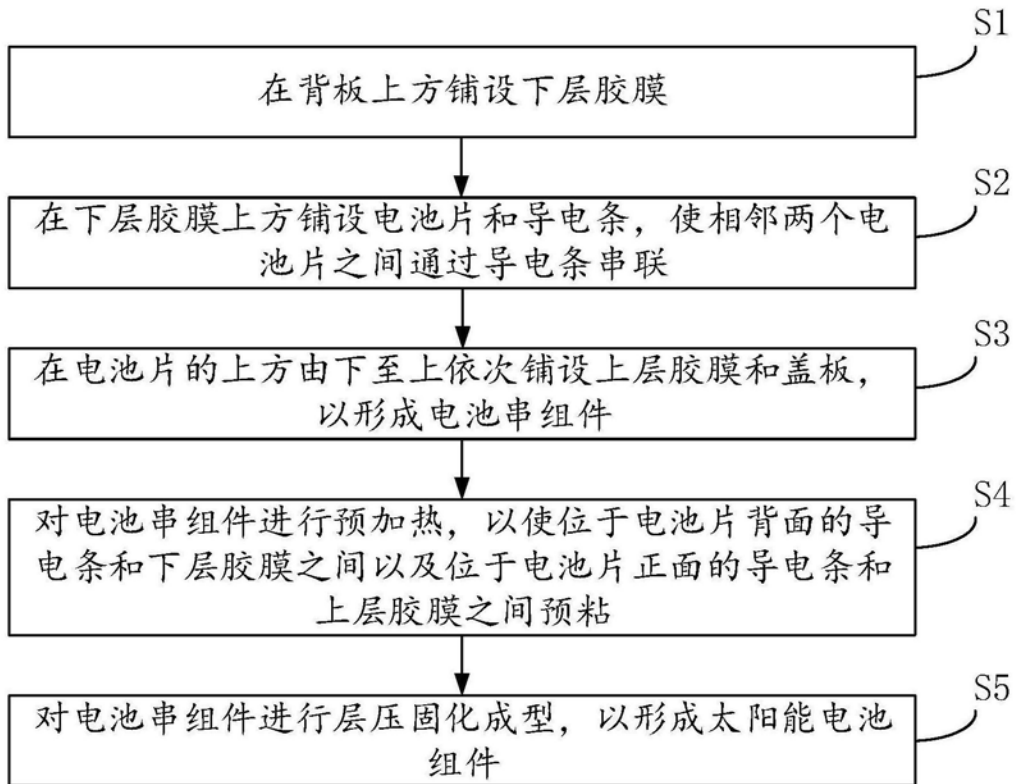 S1
在背板上方铺设下层胶膜
S2
在下层胶膜上方铺设电池片和导电条，使相邻两个电
池片之间通过导电条串联
S3
在电池片的上方由下至上依次铺设上层胶膜和盖板，
以形成电池串组件
S4
对电池串组件进行预加热，以使位于电池片背面的导
电条和下层胶膜之间以及位于电池片正面的导电条和
上层胶膜之间预粘
S5
对电池串组件进行层压固化成型，以形成太阳能电池
组件